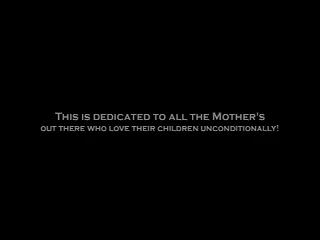 This is dedicated to all the Mother's
out there who love their children unconditionally!